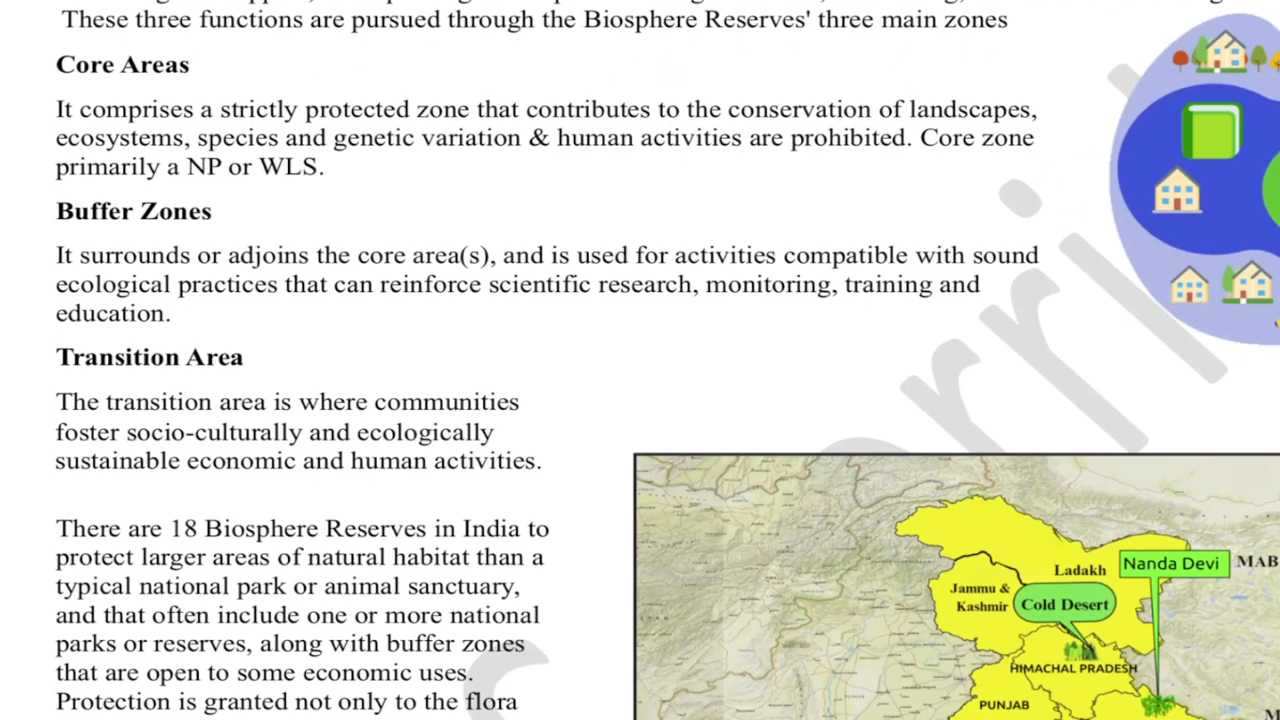 These three functions are pursued through the Biosphere Reserves' three main zones
Core Areas
It comprises a strictly protected zone that contributes to the conservation of landscapes,
ecosystems, species and genetic variation & human activities are prohibited. Core zone
primarily a NP or WLS.
Buffer Zones
It surrounds or adjoins the core area(s), and is used for activities compatible with sound
ecological practices that can reinforce scientific research, monitoring, training and
education.
Transition Area
The transition area is where communities
foster socio-culturally and ecologically
sustainable economic and human activities.
There are 18 Biosphere Reserves in India to
protect larger areas of natural habitat than a
typical national park or animal sanctuary,
and that often include one or more national
parks or reserves, along with buffer zones
that are open to some economic uses.
Protection is granted not only to the flora
Nanda Devi
MAB
Ladakh
Jammu &
Kashmir
Cold Desert
HIMACHAL PRADESH
PUNJAB